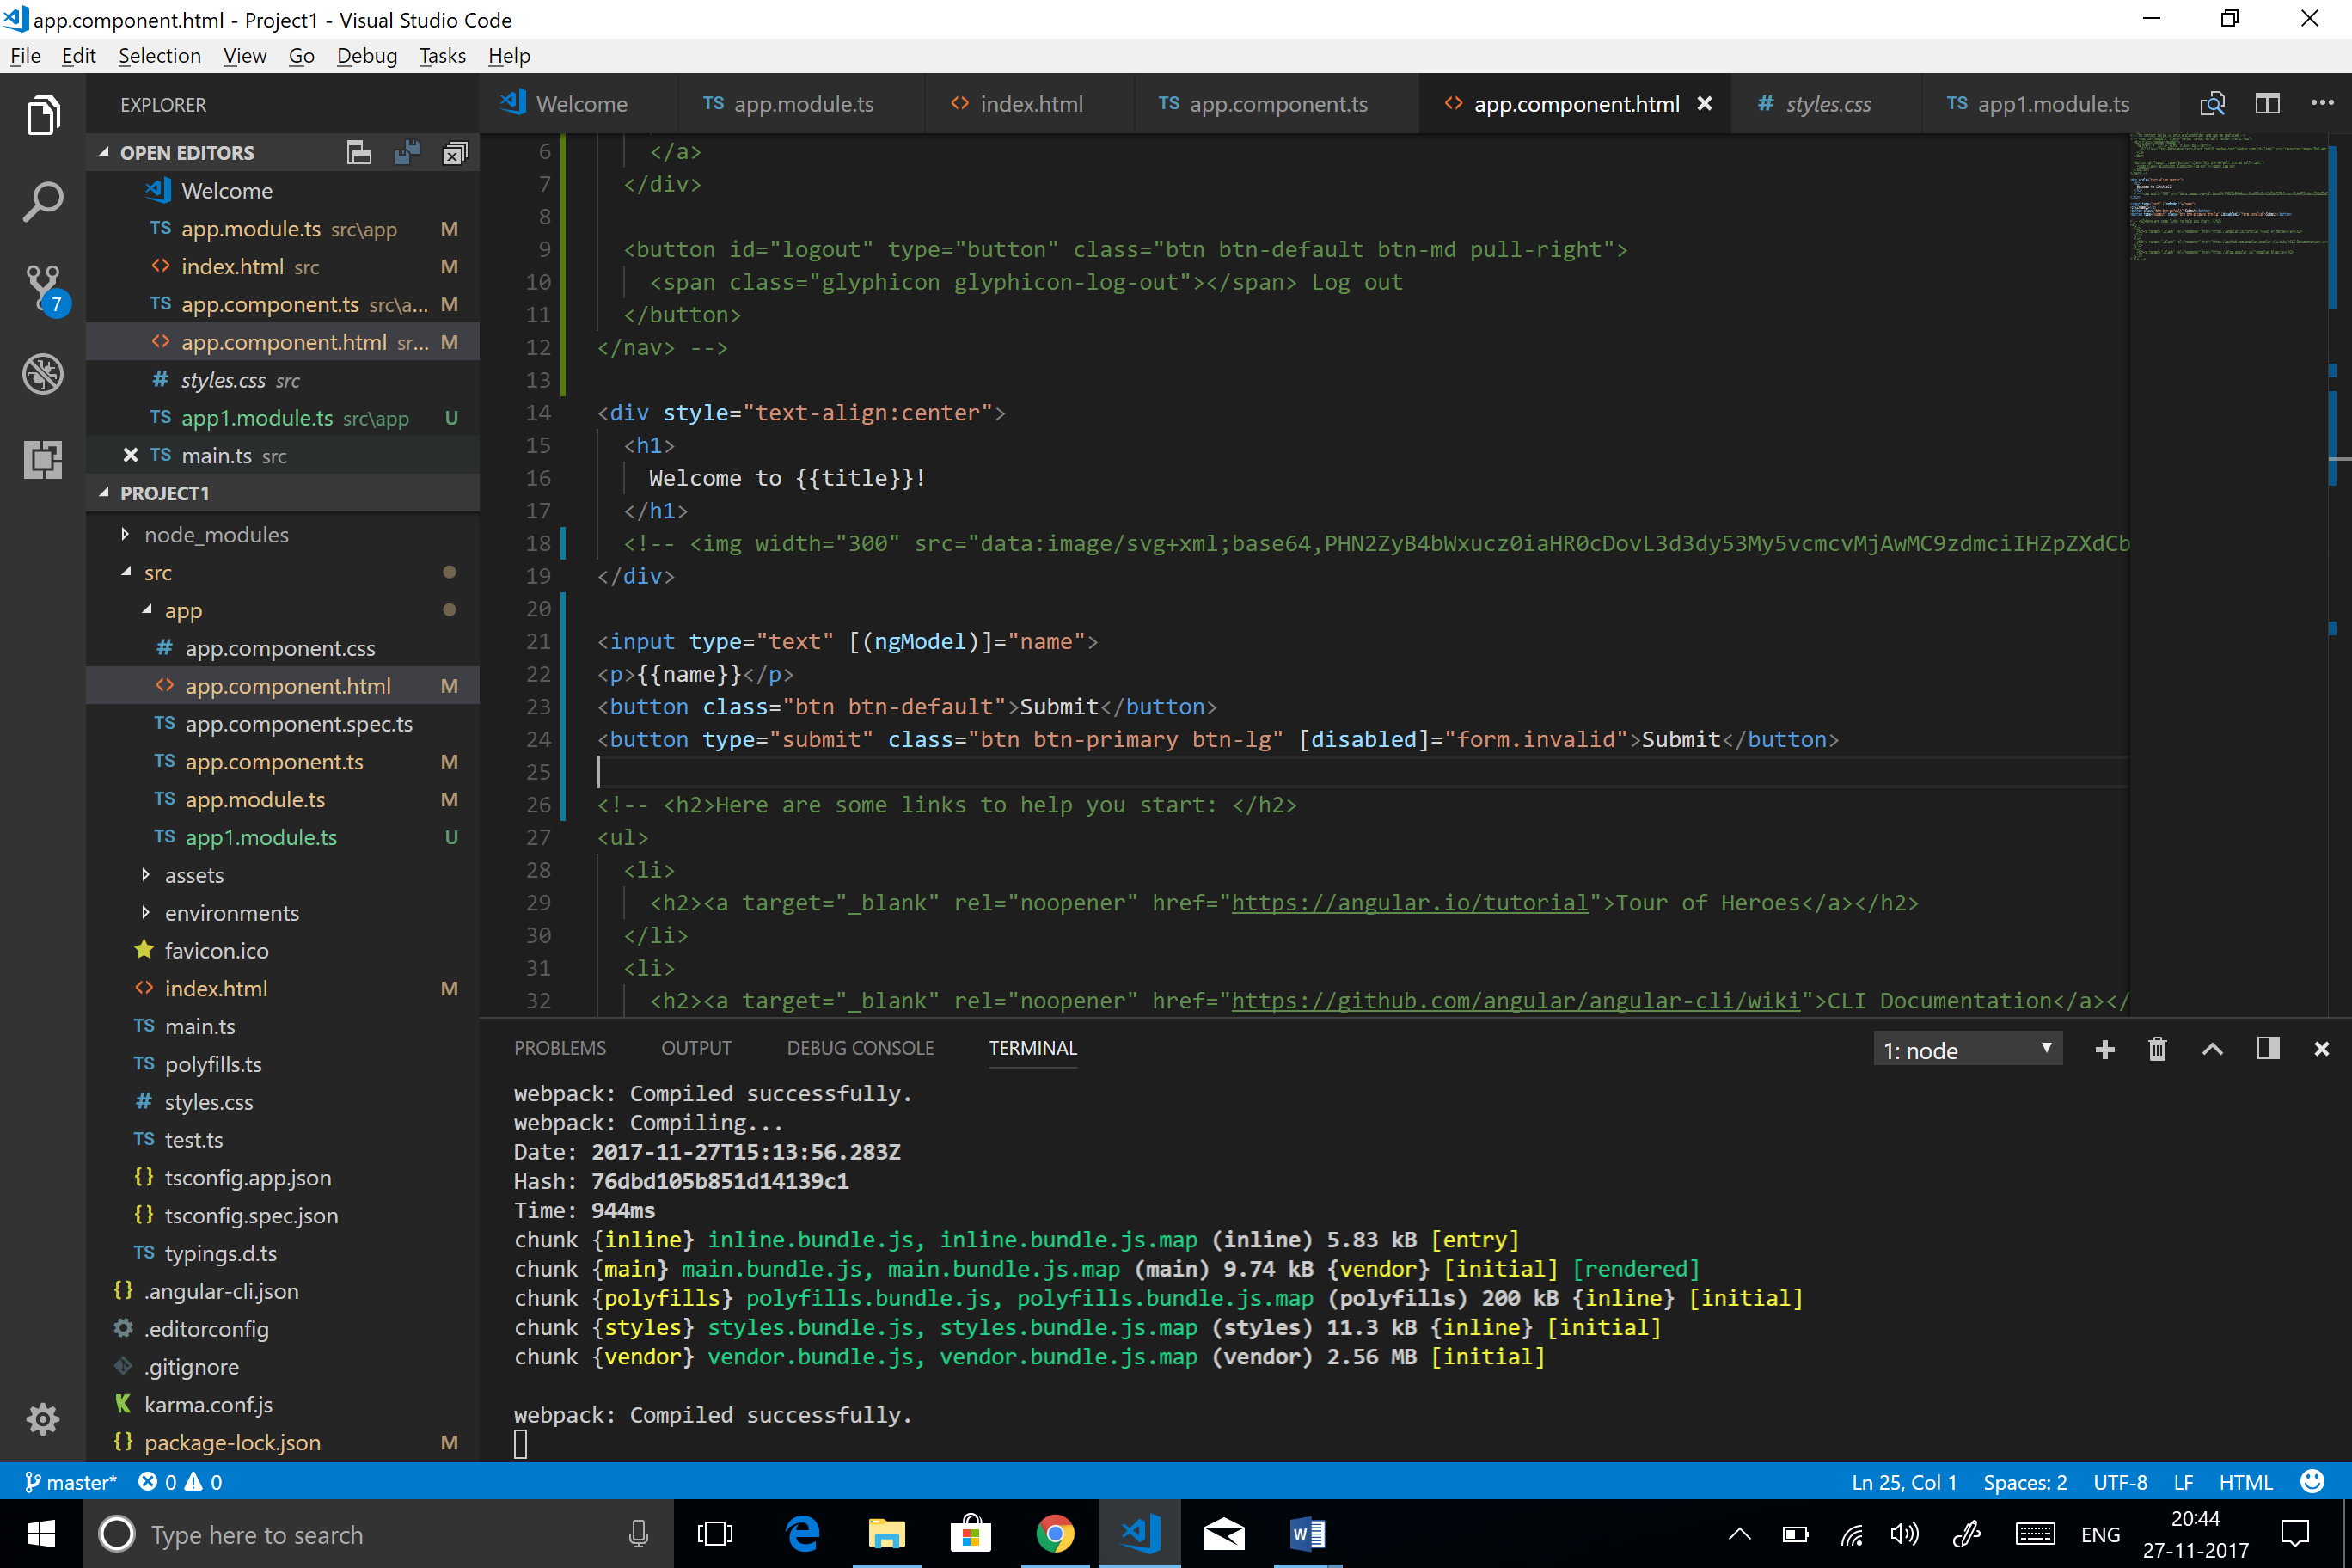 app.component.html - Project1 - Visual Studio Code
File Edit Selection View Go Debug Tasks Help
EXPLORER
OPEN EDITORS
Welcome
TS app.module.ts src\app M
<> index.html src M
TS app.component.ts src\a... M
<> app.component.html sr... M
# styles.css src
TS app1.module.ts src\app U
TS main.ts src
PROJECT1
node_modules
src
app
# app.component.css
<> app.component.html M
TS app.component.spec.ts
TS app.component.ts M
TS app.module.ts M
TS app1.module.ts U
assets
environments
favicon.ico
<> index.html M
TS main.ts
TS polyfills.ts
# styles.css
TS test.ts
{} tsconfig.app.json
{} tsconfig.spec.json
TS typings.d.ts
{} .angular-cli.json
.editorconfig
.gitignore
K karma.conf.js
{} package-lock.json M
7
Welcome TS app.module.ts <> index.html TS app.component.ts <> app.component.html # styles.css TS app1.module.ts
6 </a>
7 </div>
8
9 <button id="logout" type="button" class="btn btn-default btn-md pull-right">
10 <span class="glyphicon glyphicon-log-out"></span> Log out
11 </button>
12 </nav> -->
13
14 <div style="text-align:center">
15 <h1>
16 Welcome to {{title}}!
17 </h1>
18 <!-- <img width="300" src="data:image/svg+xml;base64,PHN2ZyB4bWxucz0iaHR0cDovL3d3dy53My5vcmcvMjAwMC9zdmciIHZpZXdCb
19 </div>
20
21 <input type="text" [(ngModel)]="name">
22 <p>{{name}}</p>
23 <button class="btn btn-default">Submit</button>
24 <button type="submit" class="btn btn-primary btn-lg" [disabled]="form.invalid">Submit</button>
25
26 <!-- <h2>Here are some links to help you start: </h2>
27 <ul>
28 <li>
29 <h2><a target="_blank" rel="noopener" href="https://angular.io/tutorial">Tour of Heroes</a></h2>
30 </li>
31 <li>
32 <h2><a target="_blank" rel="noopener" href="https://github.com/angular/angular-cli/wiki">CLI Documentation</a></
PROBLEMS OUTPUT DEBUG CONSOLE TERMINAL 1: node
webpack: Compiled successfully.
webpack: Compiling...
Date: 2017-11-27T15:13:56.283Z
Hash: 76dbd105b851d14139c1
Time: 944ms
chunk {inline} inline.bundle.js, inline.bundle.js.map (inline) 5.83 kB [entry]
chunk {main} main.bundle.js, main.bundle.js.map (main) 9.74 kB {vendor} [initial] [rendered]
chunk {polyfills} polyfills.bundle.js, polyfills.bundle.js.map (polyfills) 200 kB {inline} [initial]
chunk {styles} styles.bundle.js, styles.bundle.js.map (styles) 11.3 kB {inline} [initial]
chunk {vendor} vendor.bundle.js, vendor.bundle.js.map (vendor) 2.56 MB [initial]
webpack: Compiled successfully.
master* 0 0 Ln 25, Col 1 Spaces: 2 UTF-8 LF HTML
Type here to search
ENG
20:44
27-11-2017